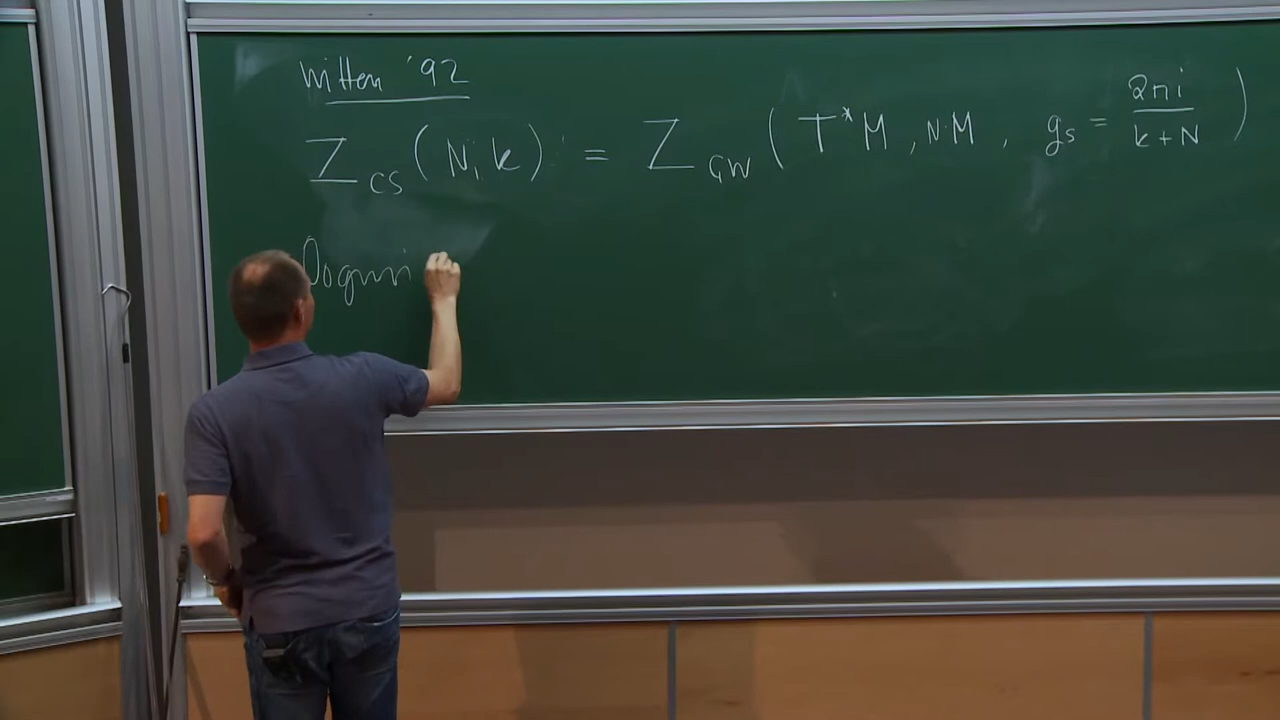 Witten '92
Z_CS (N, k) = Z_GW ( T*M , N·M , g_s = 2πi / (k+N) )
Ooguri